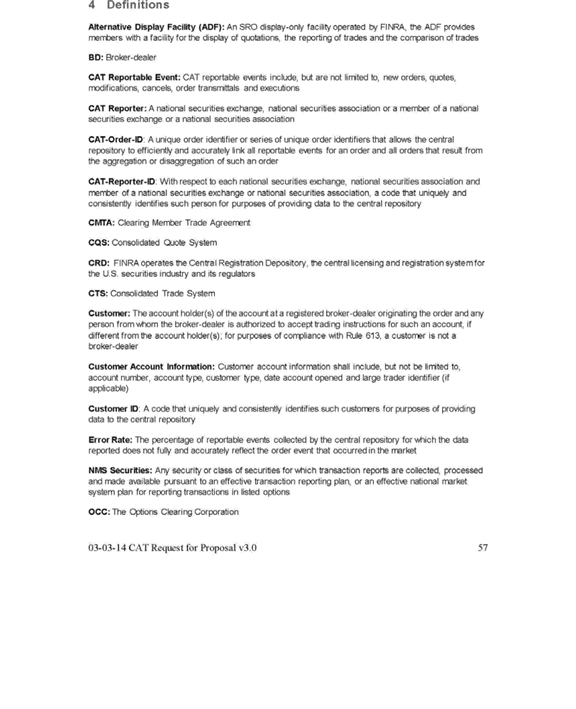 4 Definitions
Alternative Display Facility (ADF): An SRO display-only facility operated by FINRA, the ADF provides
members with a facility for the display of quotations, the reporting of trades and the comparison of trades
BD: Broker-dealer
CAT Reportable Event: CAT reportable events include, but are not limited to, new orders, quotes,
modifications, cancels, order transmittals and executions
CAT Reporter: A national securities exchange, national securities association or a member of a national
securities exchange or a national securities association
CAT-Order-ID: A unique order identifier or series of unique order identifiers that allows the central
repository to efficiently and accurately link all reportable events for an order and all orders that result from
the aggregation or disaggregation of such an order
CAT-Reporter-ID: With respect to each national securities exchange, national securities association and
member of a national securities exchange or national securities association, a code that uniquely and
consistently identifies such person for purposes of providing data to the central repository
CMTA: Clearing Member Trade Agreement
CQS: Consolidated Quote System
CRD: FINRA operates the Central Registration Depository, the central licensing and registration system for
the U.S. securities industry and its regulators
CTS: Consolidated Trade System
Customer: The account holder(s) of the account at a registered broker-dealer originating the order and any
person from whom the broker-dealer is authorized to accept trading instructions for such an account, if
different from the account holder(s); for purposes of compliance with Rule 613, a customer is not a
broker-dealer
Customer Account Information: Customer account information shall include, but not be limited to,
account number, account type, customer type, date account opened and large trader identifier (if
applicable)
Customer ID: A code that uniquely and consistently identifies such customers for purposes of providing
data to the central repository
Error Rate: The percentage of reportable events collected by the central repository for which the data
reported does not fully and accurately reflect the order event that occurred in the market
NMS Securities: Any security or class of securities for which transaction reports are collected, processed
and made available pursuant to an effective transaction reporting plan, or an effective national market
system plan for reporting transactions in listed options
OCC: The Options Clearing Corporation
03-03-14 CAT Request for Proposal v3.0 57